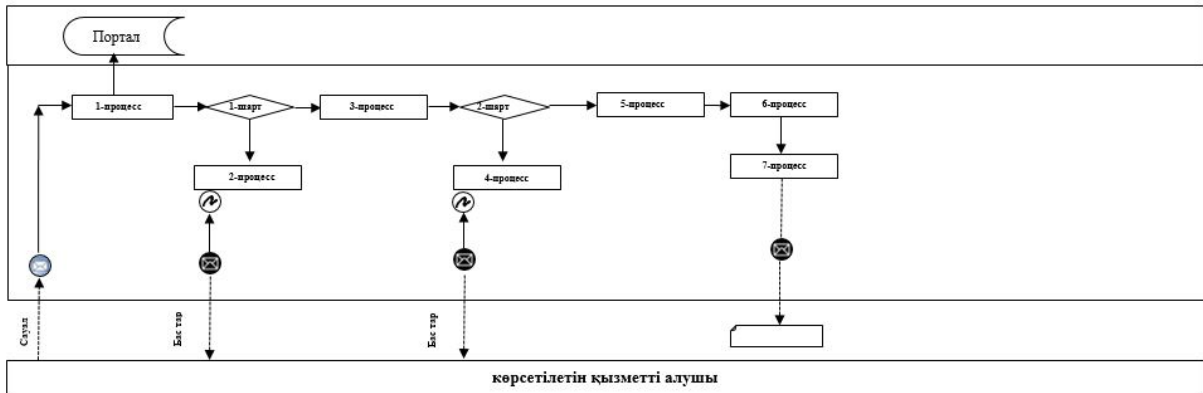 Портал
1-процесс
1-шарт
3-процесс
2-шарт
5-процесс
6-процесс
2-процесс
4-процесс
7-процесс
Сауал
Бас тар
Бас тар
көрсетілетін қызметті алушы